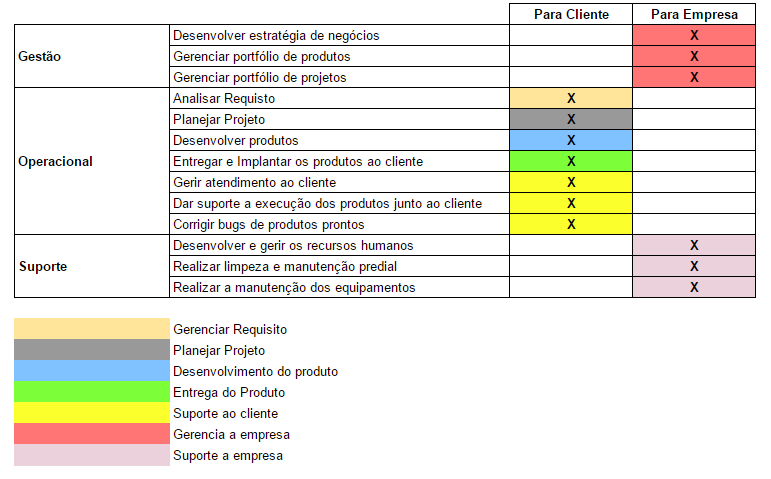 Para Cliente Para Empresa
Gestão
Desenvolver estratégia de negócios X
Gerenciar portfólio de produtos X
Gerenciar portfólio de projetos X
Operacional
Analisar Requisto X
Planejar Projeto X
Desenvolver produtos X
Entregar e Implantar os produtos ao cliente X
Gerir atendimento ao cliente X
Dar suporte a execução dos produtos junto ao cliente X
Corrigir bugs de produtos prontos X
Suporte
Desenvolver e gerir os recursos humanos X
Realizar limpeza e manutenção predial X
Realizar a manutenção dos equipamentos X
Gerenciar Requisito
Planejar Projeto
Desenvolvimento do produto
Entrega do Produto
Suporte ao cliente
Gerencia a empresa
Suporte a empresa